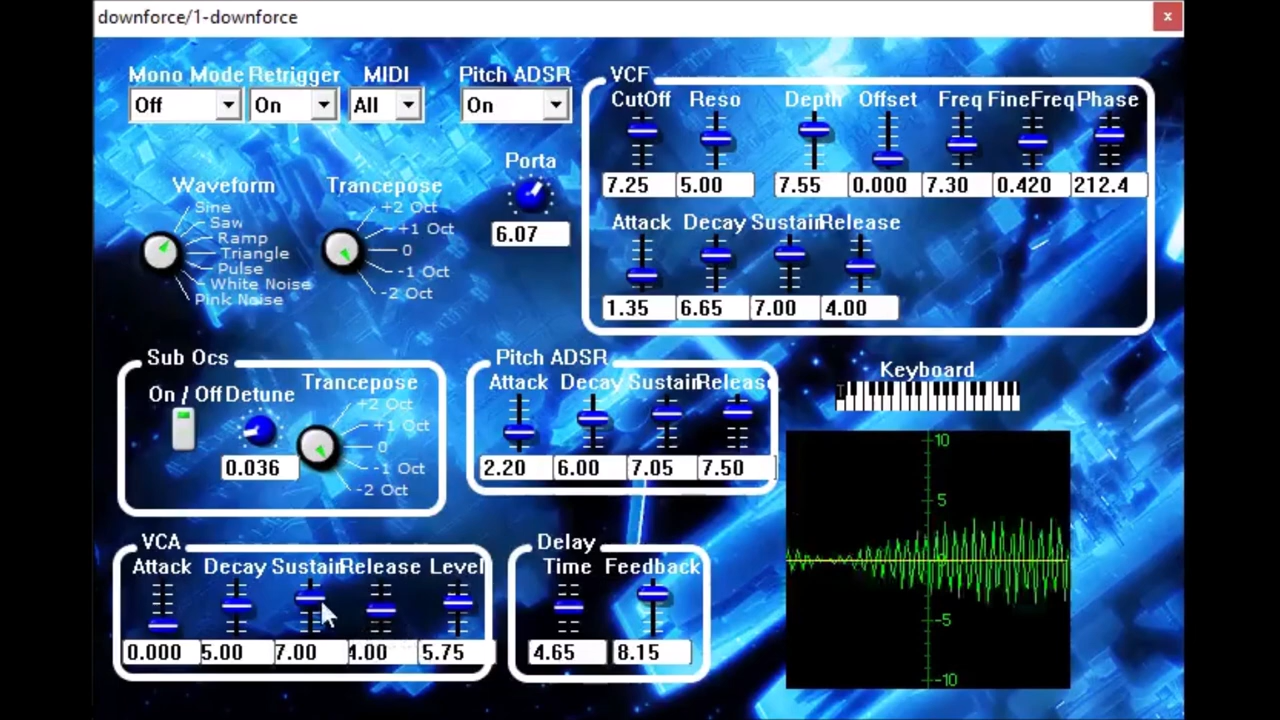 downforce/1-downforce
x
Mono Mode Retrigger MIDI Pitch ADSR
Off On All On
Waveform
Sine
Saw
Ramp
Triangle
Pulse
White Noise
Pink Noise
Trancepose
+2 Oct
+1 Oct
0
-1 Oct
-2 Oct
Porta
6.07
VCF
CutOff Reso Depth Offset Freq FineFreq Phase
7.25 5.00 7.55 0.000 7.30 0.420 212.4
Attack Decay Sustain Release
1.35 6.65 7.00 4.00
Sub Ocs
On / Off Detune
0.036
Trancepose
+2 Oct
+1 Oct
0
-1 Oct
-2 Oct
Pitch ADSR
Attack Decay Sustain Release
2.20 6.00 7.05 7.50
Keyboard
T
10
5
0
-5
-10
VCA
Attack Decay Sustain Release Level
0.000 5.00 7.00 4.00 5.75
Delay
Time Feedback
4.65 8.15